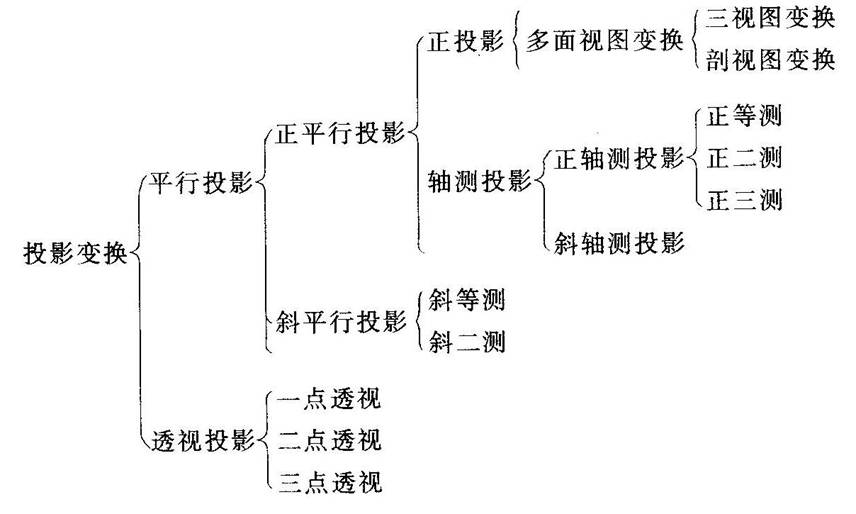 三视图变换
正投影 多面视图变换
剖视图变换
正等测
正平行投影
正轴测投影 正二测
平行投影 轴测投影
正三测
投影变换 斜轴测投影
斜等测
斜平行投影
斜二测
一点透视
透视投影 二点透视
三点透视